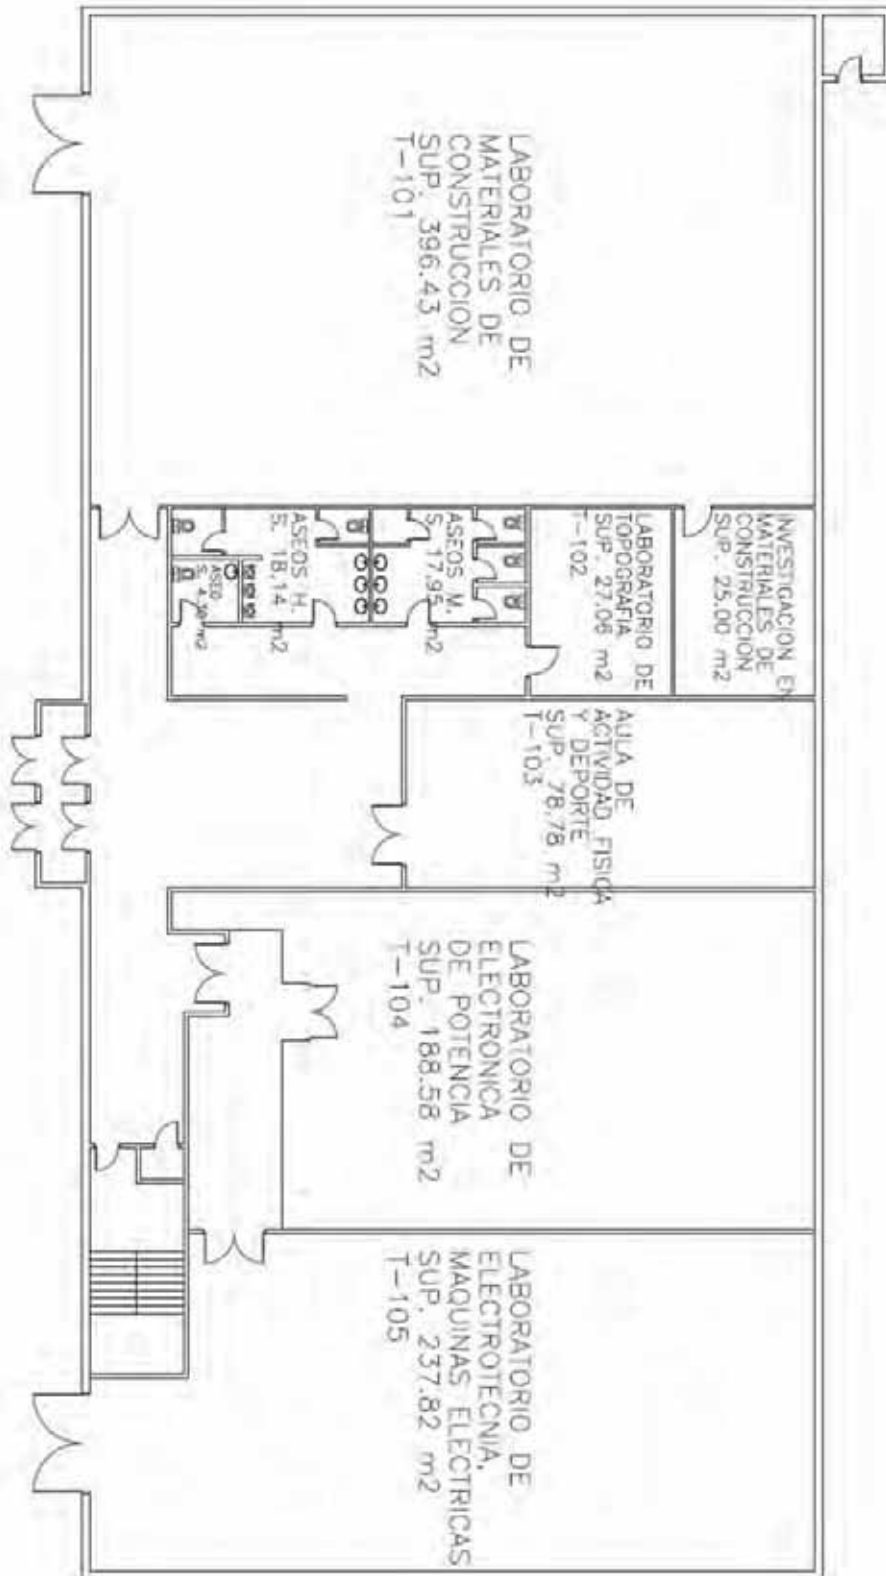 LABORATORIO DE
MATERIALES DE
CONSTRUCCION
SUP. 396.43 m2
T-101
INVESTIGACION EN
MATERIALES DE
CONSTRUCCION
SUP. 25.00 m2
LABORATORIO DE
TOPOGRAFIA
SUP. 27.06 m2
T-102
ASEOS M.
S. 17,95 m2
ASEOS H.
S. 18,14 m2
ASEO
m2
AULA DE
ACTIVIDAD FISICA
Y DEPORTE
SUP. 78.78 m2
T-103
LABORATORIO DE
ELECTRONICA
DE POTENCIA
SUP. 188.58 m2
T-104
LABORATORIO DE
ELECTROTECNIA,
MAQUINAS ELECTRICAS
SUP. 237.82 m2
T-105